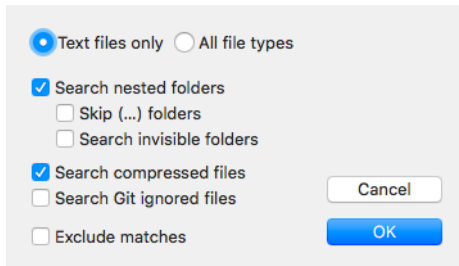 Text files only All file types
Search nested folders
Skip (...) folders
Search invisible folders
Search compressed files
Search Git ignored files
Exclude matches
Cancel
OK